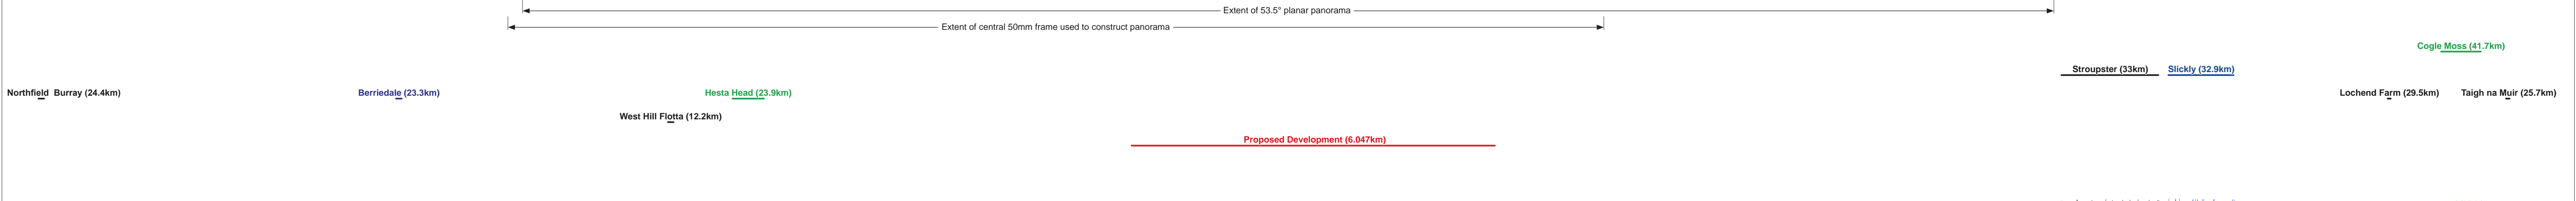 Extent of 53.5° planar panorama
Extent of central 50mm frame used to construct panorama
Cogle Moss (41.7km)
Stroupster (33km) Slickly (32.9km)
Northfield Burray (24.4km) Berriedale (23.3km) Hesta Head (23.9km) Lochend Farm (29.5km) Taigh na Muir (25.7km)
West Hill Flotta (12.2km)
Proposed Development (6.047km)